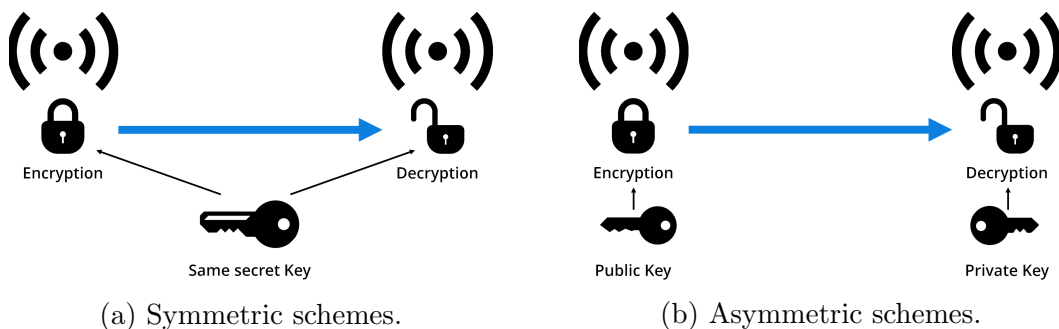 Encryption
Decryption
Same secret Key
(a) Symmetric schemes.
Encryption
Decryption
Public Key
Private Key
(b) Asymmetric schemes.